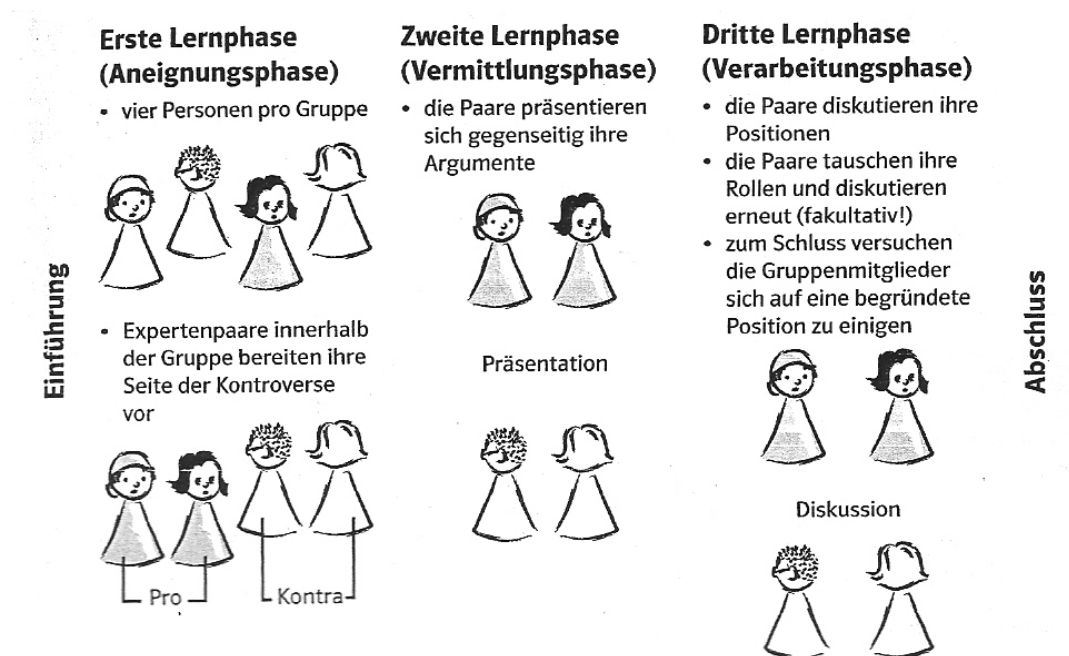 Einführung
Erste Lernphase
(Aneignungsphase)
• vier Personen pro Gruppe
• Expertenpaare innerhalb
der Gruppe bereiten ihre
Seite der Kontroverse
vor
Pro
Kontra
Zweite Lernphase
(Vermittlungsphase)
• die Paare präsentieren
sich gegenseitig ihre
Argumente
Präsentation
Dritte Lernphase
(Verarbeitungsphase)
• die Paare diskutieren ihre
Positionen
• die Paare tauschen ihre
Rollen und diskutieren
erneut (fakultativ!)
• zum Schluss versuchen
die Gruppenmitglieder
sich auf eine begründete
Position zu einigen
Diskussion
Abschluss